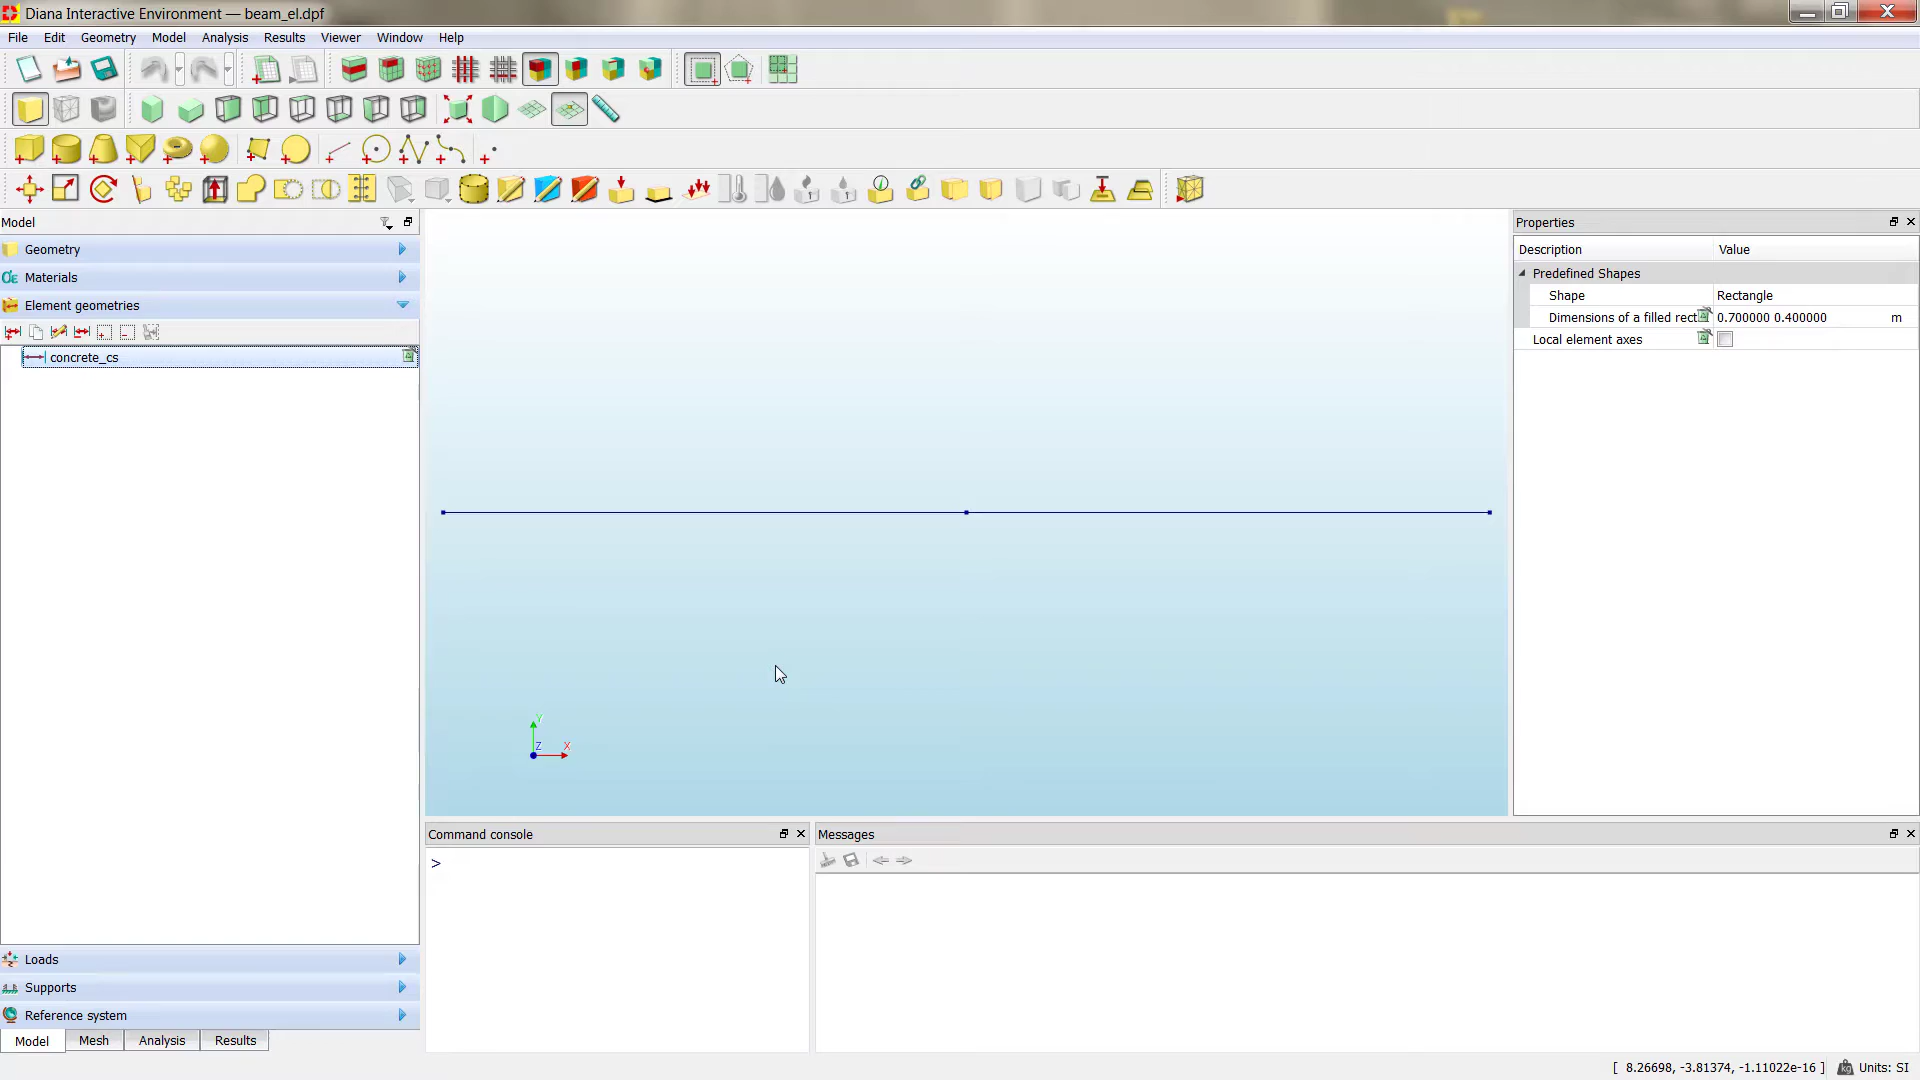 Diana Interactive Environment — beam_el.dpf
File Edit Geometry Model Analysis Results Viewer Window Help
Model
Geometry
Materials
Element geometries
concrete_cs
Loads
Supports
Reference system
Model Mesh Analysis Results
Y
Z X
Command console
>
Messages
Properties
Description Value
Predefined Shapes
Shape Rectangle
Dimensions of a filled rect 0.700000 0.400000 m
Local element axes
[ 8.26698, -3.81374, -1.11022e-16 ] kg Units: SI